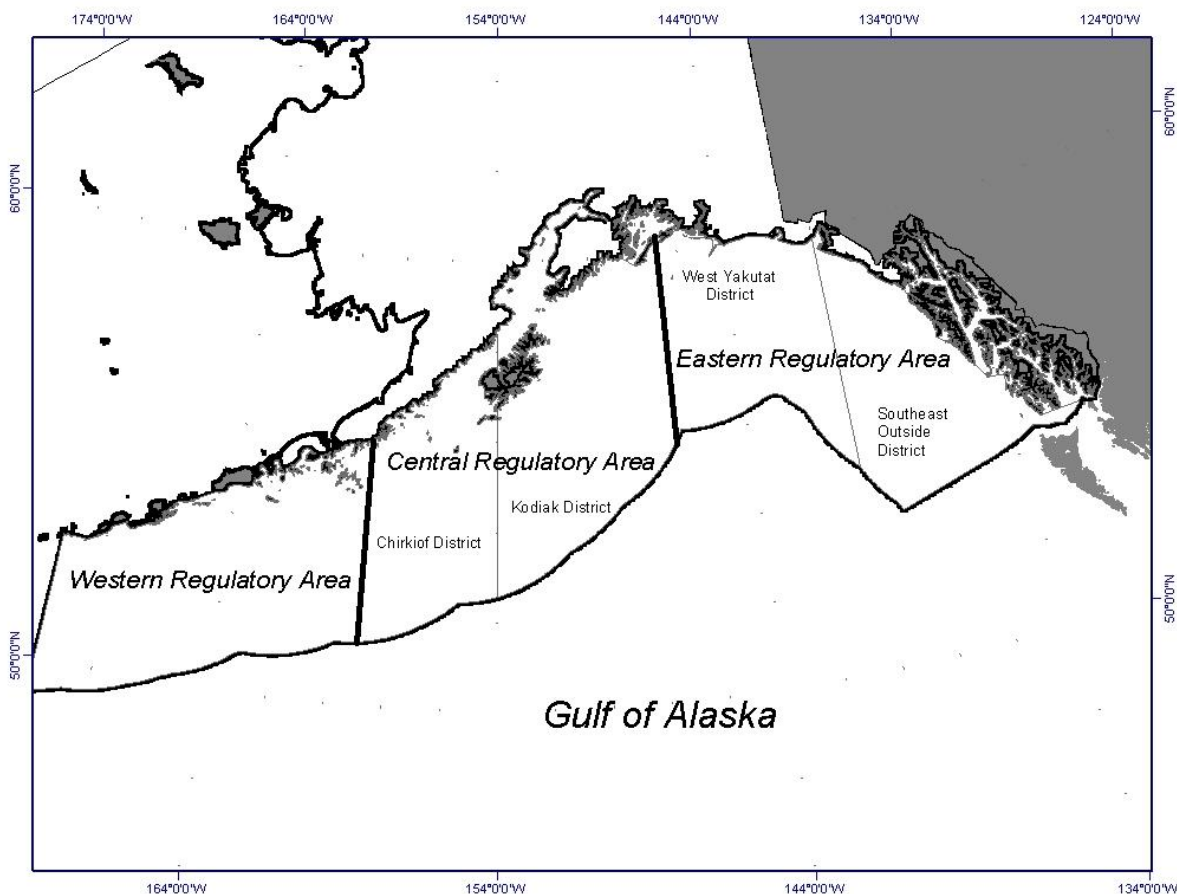 174°0'0"W
164°0'0"W
154°0'0"W
144°0'0"W
134°0'0"W
124°0'0"W
60°0'0"N
60°0'0"N
West Yakutat
District
Eastern Regulatory Area
Southeast
Outside
District
Central Regulatory Area
Kodiak District
Chirkiof District
Western Regulatory Area
50°0'0"N
50°0'0"N
Gulf of Alaska
164°0'0"W
154°0'0"W
144°0'0"W
134°0'0"W